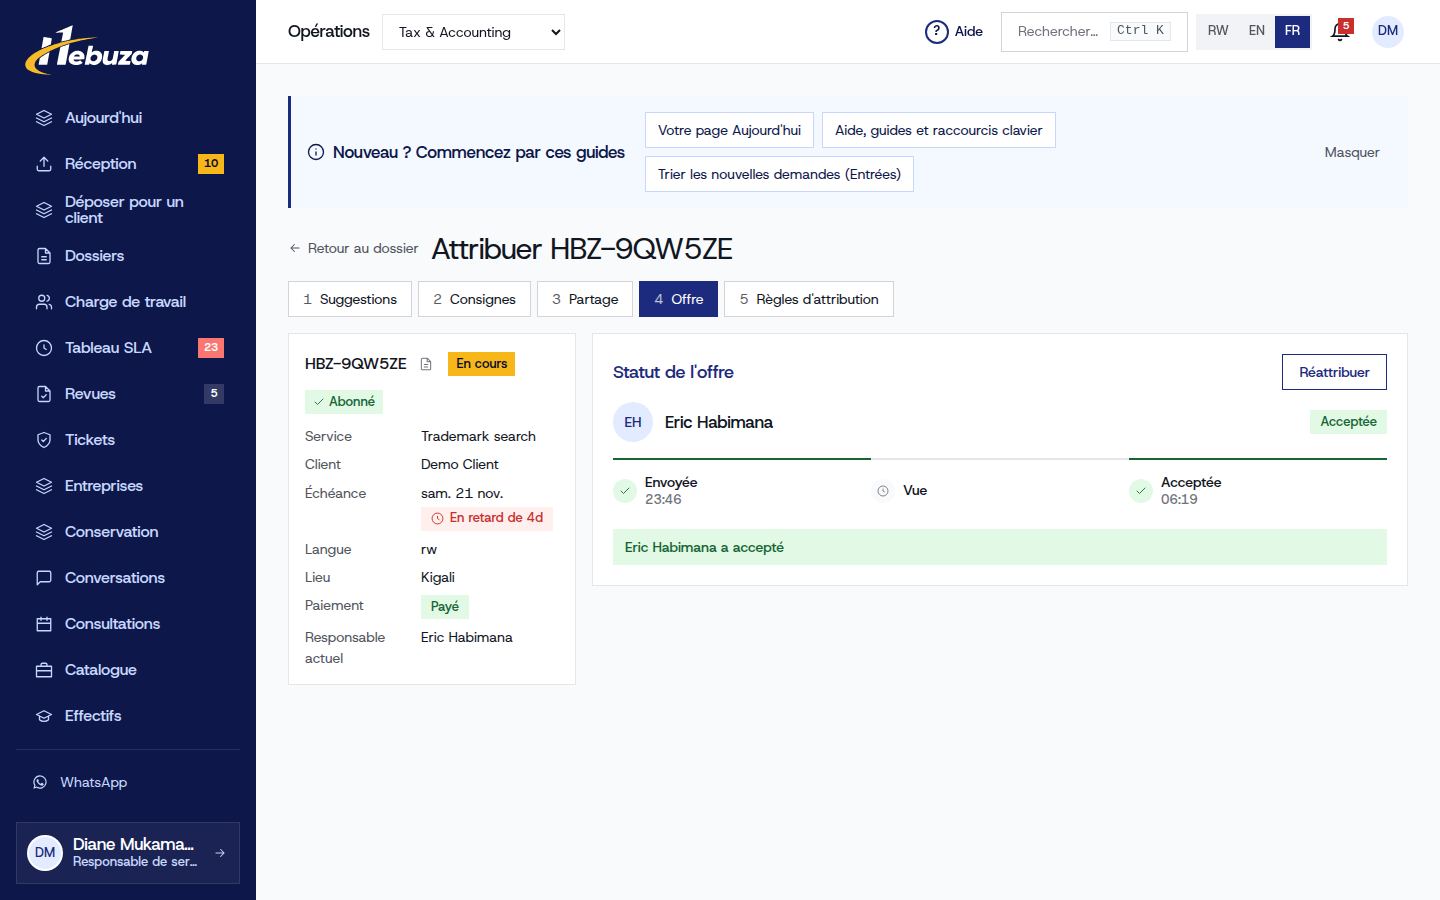 Hebuza
Aujourd'hui
Réception 10
Déposer pour un
client
Dossiers
Charge de travail
Tableau SLA 23
Revues 5
Tickets
Entreprises
Conservation
Conversations
Consultations
Catalogue
Effectifs
WhatsApp
DM Diane Mukama...
Responsable de ser...
Opérations Tax & Accounting
? Aide Rechercher... Ctrl K RW EN FR 5 DM
Nouveau ? Commencez par ces guides
Votre page Aujourd'hui Aide, guides et raccourcis clavier
Trier les nouvelles demandes (Entrées)
Masquer
Retour au dossier Attribuer HBZ-9QW5ZE
1 Suggestions 2 Consignes 3 Partage 4 Offre 5 Règles d'attribution
HBZ-9QW5ZE En cours
Abonné
Service Trademark search
Client Demo Client
Échéance sam. 21 nov.
En retard de 4d
Langue rw
Lieu Kigali
Paiement Payé
Responsable actuel Eric Habimana
Statut de l'offre Réattribuer
EH Eric Habimana Acceptée
Envoyée
23:46
Vue
Acceptée
06:19
Eric Habimana a accepté